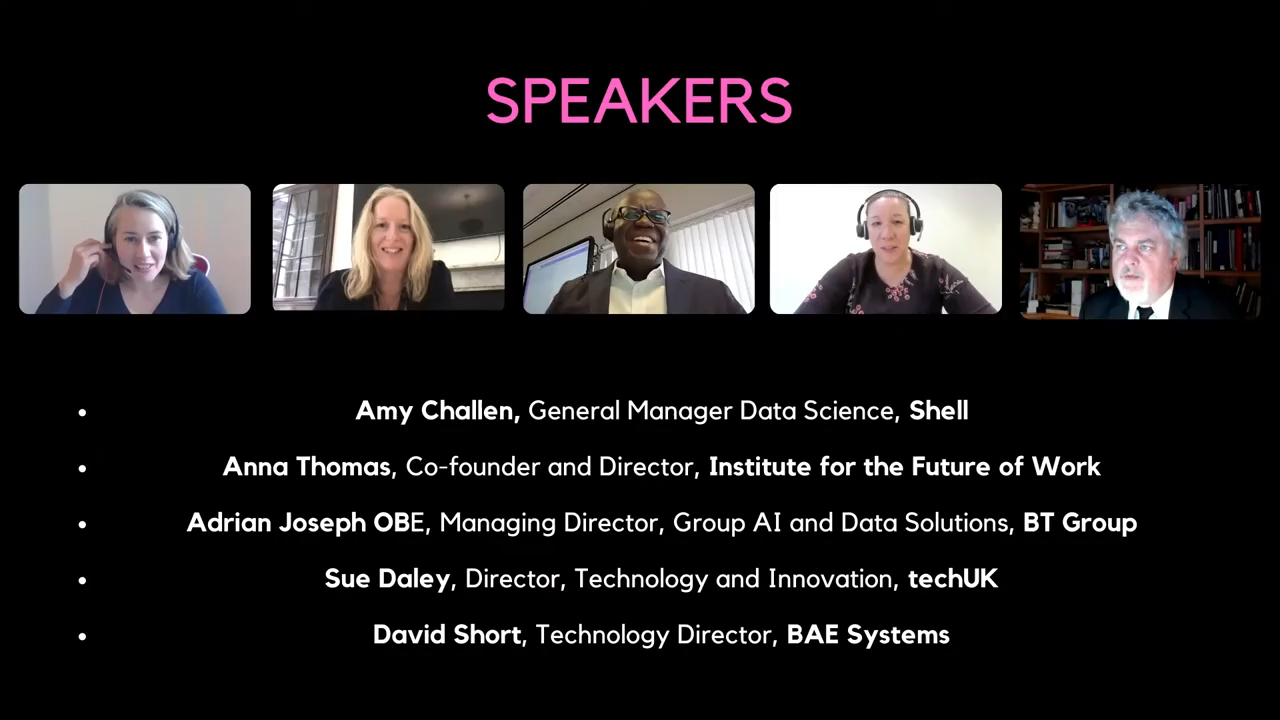 SPEAKERS
• Amy Challen, General Manager Data Science, Shell
• Anna Thomas, Co-founder and Director, Institute for the Future of Work
• Adrian Joseph OBE, Managing Director, Group AI and Data Solutions, BT Group
• Sue Daley, Director, Technology and Innovation, techUK
• David Short, Technology Director, BAE Systems